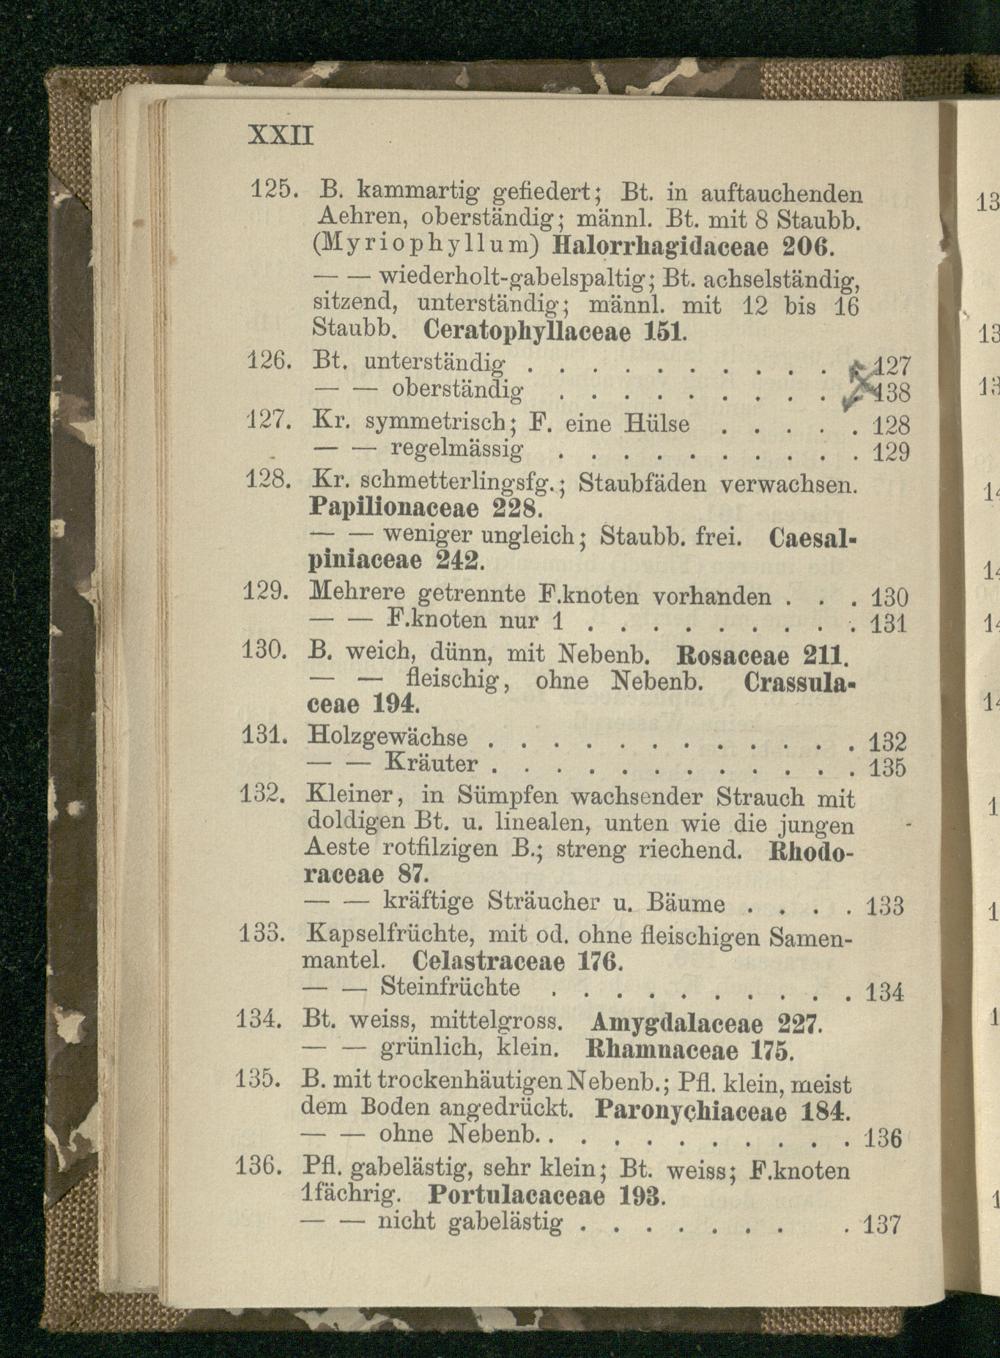 XXII
125. B. kammartig gefiedert; Bt. in auftauchenden
Aehren, oberständig; männl. Bt. mit 8 Staubb.
(Myriophyllum) Halorrhagidaceae 206.
— — wiederholt-gabelspaltig; Bt. achselständig,
sitzend, unterständig; männl. mit 12 bis 16
Staubb. Ceratophyllaceae 151.
126. Bt. unterständig . . . . . . . . . . . 127
— — oberständig . . . . . . . . . . 138
127. Kr. symmetrisch; F. eine Hülse . . . . . 128
— — regelmässig . . . . . . . . . . 129
128. Kr. schmetterlingsfg.; Staubfäden verwachsen.
Papilionaceae 228.
— — weniger ungleich; Staubb. frei. Caesal-
piniaceae 242.
129. Mehrere getrennte F.knoten vorhanden . . . 130
— — F.knoten nur 1 . . . . . . . . . 131
130. B. weich, dünn, mit Nebenb. Rosaceae 211.
— — fleischig, ohne Nebenb. Crassula-
ceae 194.
131. Holzgewächse . . . . . . . . . . . . 132
— — Kräuter . . . . . . . . . . . . 135
132. Kleiner, in Sümpfen wachsender Strauch mit
doldigen Bt. u. linealen, unten wie die jungen
Aeste rotfilzigen B.; streng riechend. Rhodo-
raceae 87.
— — kräftige Sträucher u. Bäume . . . . 133
133. Kapselfrüchte, mit od. ohne fleischigen Samen-
mantel. Celastraceae 176.
— — Steinfrüchte . . . . . . . . . . 134
134. Bt. weiss, mittelgross. Amygdalaceae 227.
— — grünlich, klein. Rhamnaceae 175.
135. B. mit trockenhäutigen Nebenb.; Pfl. klein, meist
dem Boden angedrückt. Paronychiaceae 184.
— — ohne Nebenb. . . . . . . . . . . 136
136. Pfl. gabelästig, sehr klein; Bt. weiss; F.knoten
1fächrig. Portulacaceae 193.
— — nicht gabelästig . . . . . . . . 137